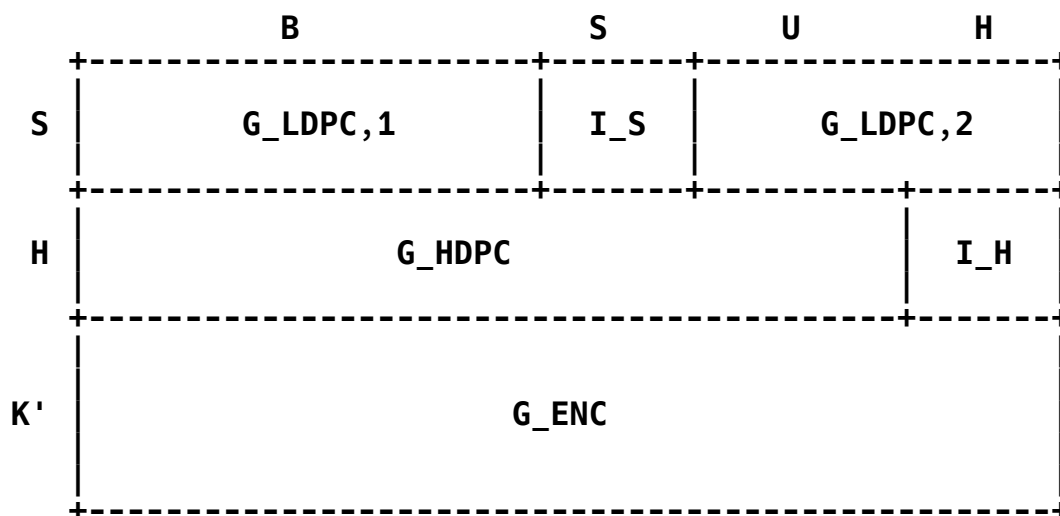 B S U H
S G_LDPC,1 I_S G_LDPC,2
H G_HDPC I_H
K' G_ENC